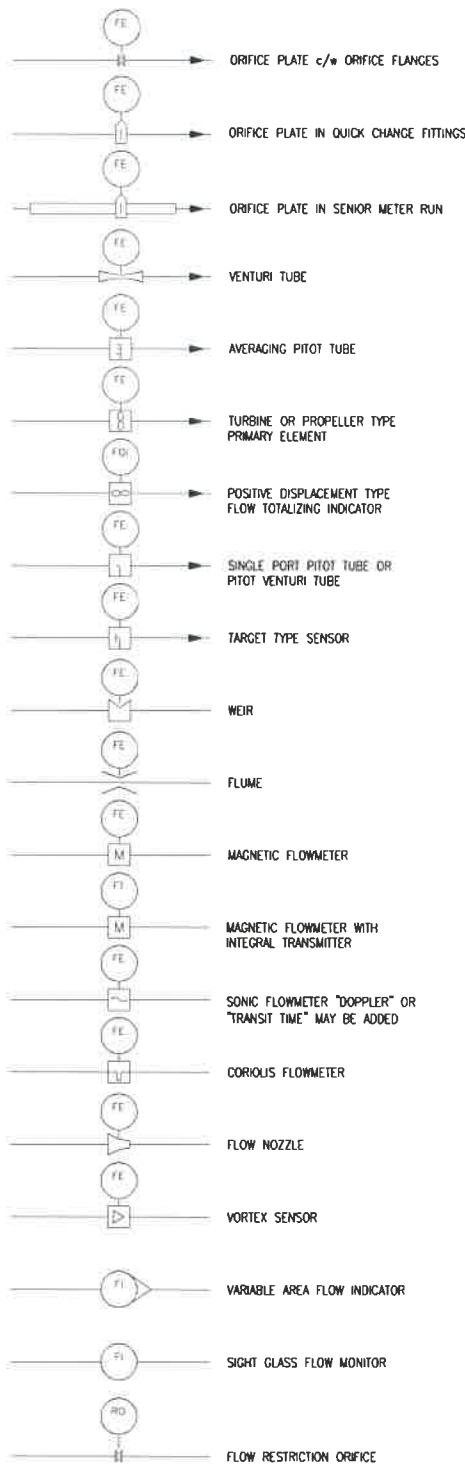 FE
ORIFICE PLATE c/w ORIFICE FLANGES
FE
ORIFICE PLATE IN QUICK CHANGE FITTINGS
FE
ORIFICE PLATE IN SENIOR METER RUN
FE
VENTURI TUBE
FE
AVERAGING PITOT TUBE
FE
TURBINE OR PROPELLER TYPE
PRIMARY ELEMENT
FQI
POSITIVE DISPLACEMENT TYPE
FLOW TOTALIZING INDICATOR
FE
SINGLE PORT PITOT TUBE OR
PITOT VENTURI TUBE
FE
TARGET TYPE SENSOR
FE
WEIR
FE
FLUME
FE
M
MAGNETIC FLOWMETER
FT
M
MAGNETIC FLOWMETER WITH
INTEGRAL TRANSMITTER
FE
SONIC FLOWMETER "DOPPLER" OR
"TRANSIT TIME" MAY BE ADDED
FE
CORIOLIS FLOWMETER
FE
FLOW NOZZLE
FE
VORTEX SENSOR
FI
VARIABLE AREA FLOW INDICATOR
FI
SIGHT GLASS FLOW MONITOR
RO
FLOW RESTRICTION ORIFICE